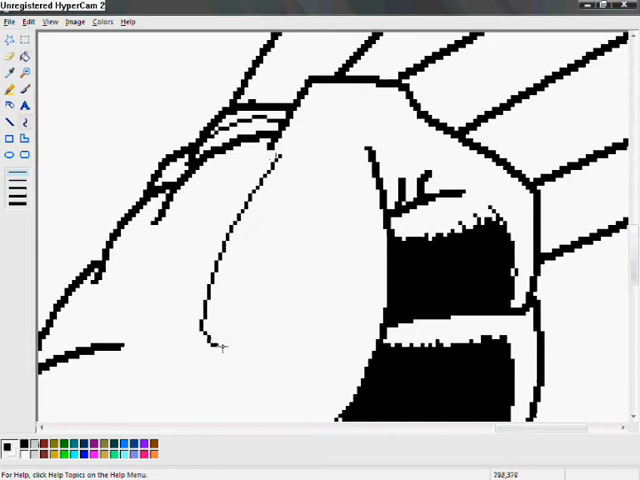 Unregistered HyperCam 2
File Edit View Image Colors Help
A
For Help, click Help Topics on the Help Menu.